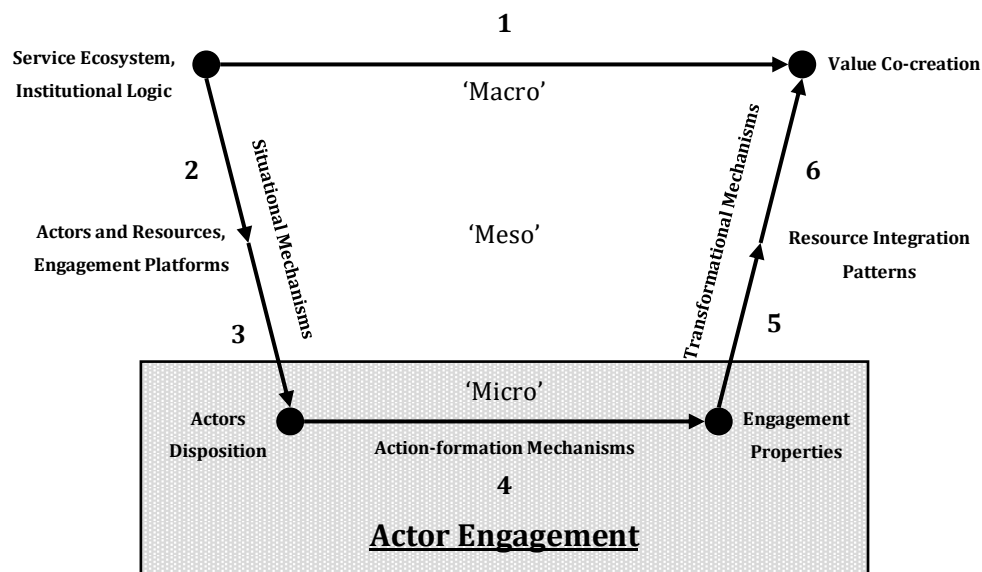 1
Service Ecosystem,
Institutional Logic
Value Co-creation
‘Macro’
2
Situational Mechanisms
Transformational Mechanisms
6
Actors and Resources,
Engagement Platforms
‘Meso’
Resource Integration
Patterns
3
5
‘Micro’
Actors
Disposition
Engagement
Properties
Action-formation Mechanisms
4
Actor Engagement